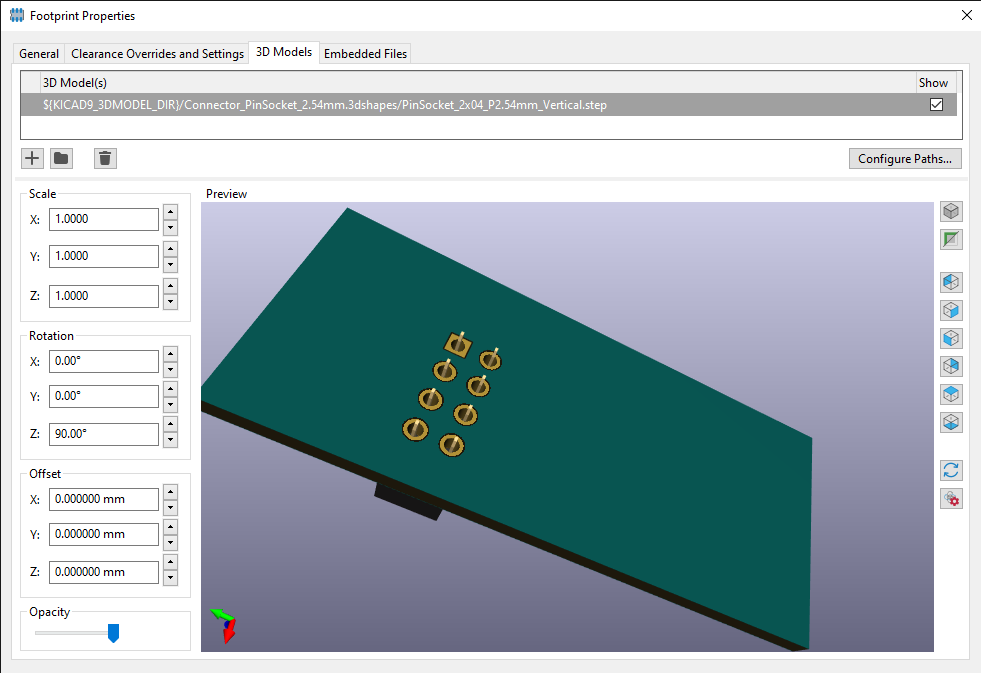 Footprint Properties
General Clearance Overrides and Settings 3D Models Embedded Files
3D Model(s) Show
${KICAD9_3DMODEL_DIR}/Connector_PinSocket_2.54mm.3dshapes/PinSocket_2x04_P2.54mm_Vertical.step
Configure Paths...
Scale
X: 1.0000
Y: 1.0000
Z: 1.0000
Rotation
X: 0.00°
Y: 0.00°
Z: 90.00°
Offset
X: 0.000000 mm
Y: 0.000000 mm
Z: 0.000000 mm
Opacity
Preview